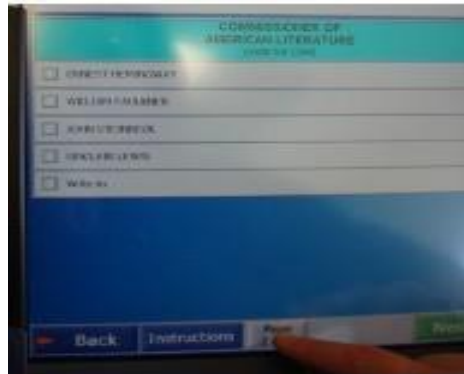 COMMISSIONER OF
AMERICAN LITERATURE
ERNEST HEMINGWAY
WILLIAM FAULKNER
JOHN STEINBECK
SINCLAIR LEWIS
Write-in
Back
Instructions